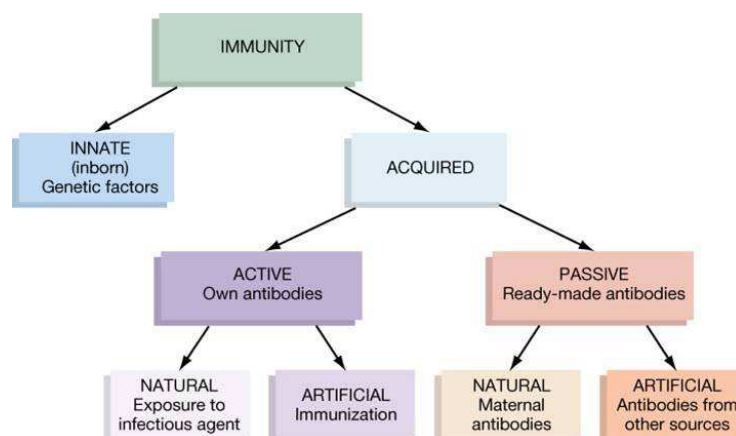 IMMUNITY
INNATE
(inborn)
Genetic factors
ACQUIRED
ACTIVE
Own antibodies
PASSIVE
Ready-made antibodies
NATURAL
Exposure to
infectious agent
ARTIFICIAL
Immunization
NATURAL
Maternal
antibodies
ARTIFICIAL
Antibodies from
other sources